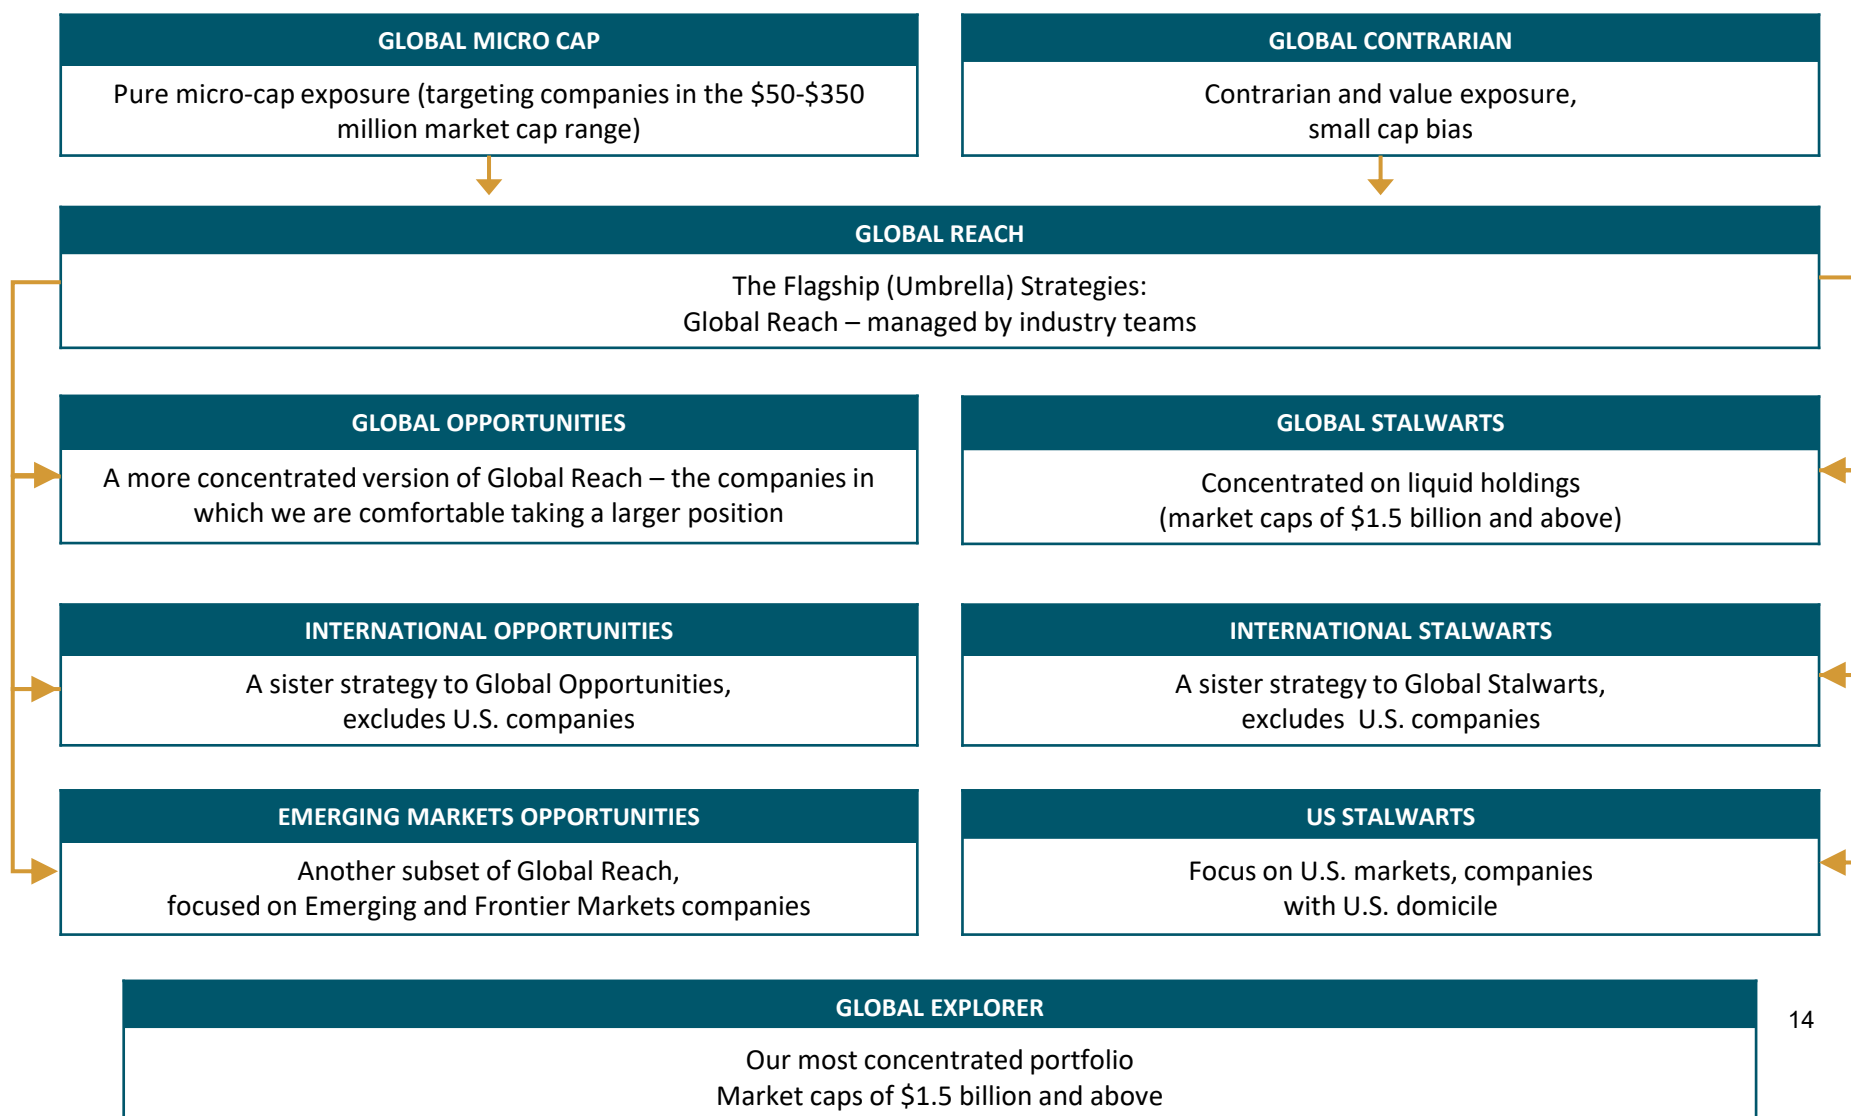 GLOBAL MICRO CAP
Pure micro-cap exposure (targeting companies in the $50-$350
million market cap range)
GLOBAL CONTRARIAN
Contrarian and value exposure,
small cap bias
GLOBAL REACH
The Flagship (Umbrella) Strategies:
Global Reach – managed by industry teams
GLOBAL OPPORTUNITIES
A more concentrated version of Global Reach – the companies in
which we are comfortable taking a larger position
GLOBAL STALWARTS
Concentrated on liquid holdings
(market caps of $1.5 billion and above)
INTERNATIONAL OPPORTUNITIES
A sister strategy to Global Opportunities,
excludes U.S. companies
INTERNATIONAL STALWARTS
A sister strategy to Global Stalwarts,
excludes  U.S. companies
EMERGING MARKETS OPPORTUNITIES
Another subset of Global Reach,
focused on Emerging and Frontier Markets companies
US STALWARTS
Focus on U.S. markets, companies
with U.S. domicile
GLOBAL EXPLORER
Our most concentrated portfolio
Market caps of $1.5 billion and above
14